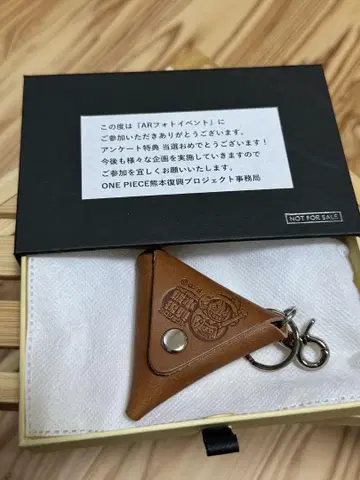 この度は『ARフォトイベント』に
ご参加いただきありがとうございます。
アンケート特典 当選おめでとうございます!
今後も様々な企画を実施していきますので
ご参加を宜しくお願いいたします。
ONE PIECE熊本復興プロジェクト事務局
NOT FOR SALE